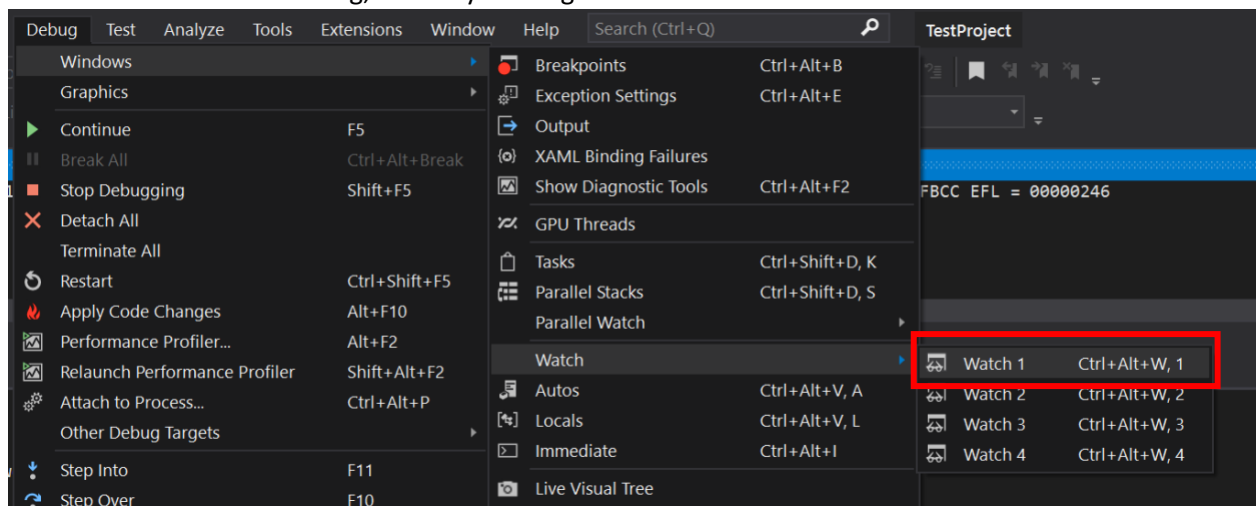 Debug Test Analyze Tools Extensions Window Help Search (Ctrl+Q) TestProject
Windows
Graphics
Continue F5
Break All Ctrl+Alt+Break
Stop Debugging Shift+F5
Detach All
Terminate All
Restart Ctrl+Shift+F5
Apply Code Changes Alt+F10
Performance Profiler... Alt+F2
Relaunch Performance Profiler Shift+Alt+F2
Attach to Process... Ctrl+Alt+P
Other Debug Targets
Step Into F11
Step Over F10
Breakpoints Ctrl+Alt+B
Exception Settings Ctrl+Alt+E
Output
XAML Binding Failures
Show Diagnostic Tools Ctrl+Alt+F2
GPU Threads
Tasks Ctrl+Shift+D, K
Parallel Stacks Ctrl+Shift+D, S
Parallel Watch
Watch
Autos Ctrl+Alt+V, A
Locals Ctrl+Alt+V, L
Immediate Ctrl+Alt+I
Live Visual Tree
FBCC EFL = 00000246
Watch 1 Ctrl+Alt+W, 1
Watch 2 Ctrl+Alt+W, 2
Watch 3 Ctrl+Alt+W, 3
Watch 4 Ctrl+Alt+W, 4